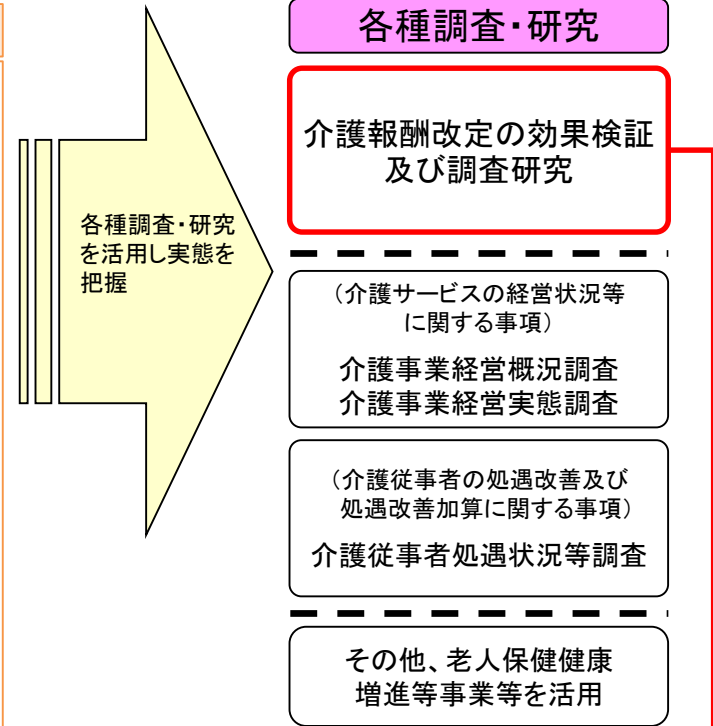 各種調査・研究
介護報酬改定の効果検証
及び調査研究
各種調査・研究
を活用し実態を
把握
（介護サービスの経営状況等
に関する事項）
介護事業経営概況調査
介護事業経営実態調査
（介護従事者の処遇改善及び
処遇改善加算に関する事項）
介護従事者処遇状況等調査
その他、老人保健健康
増進等事業等を活用